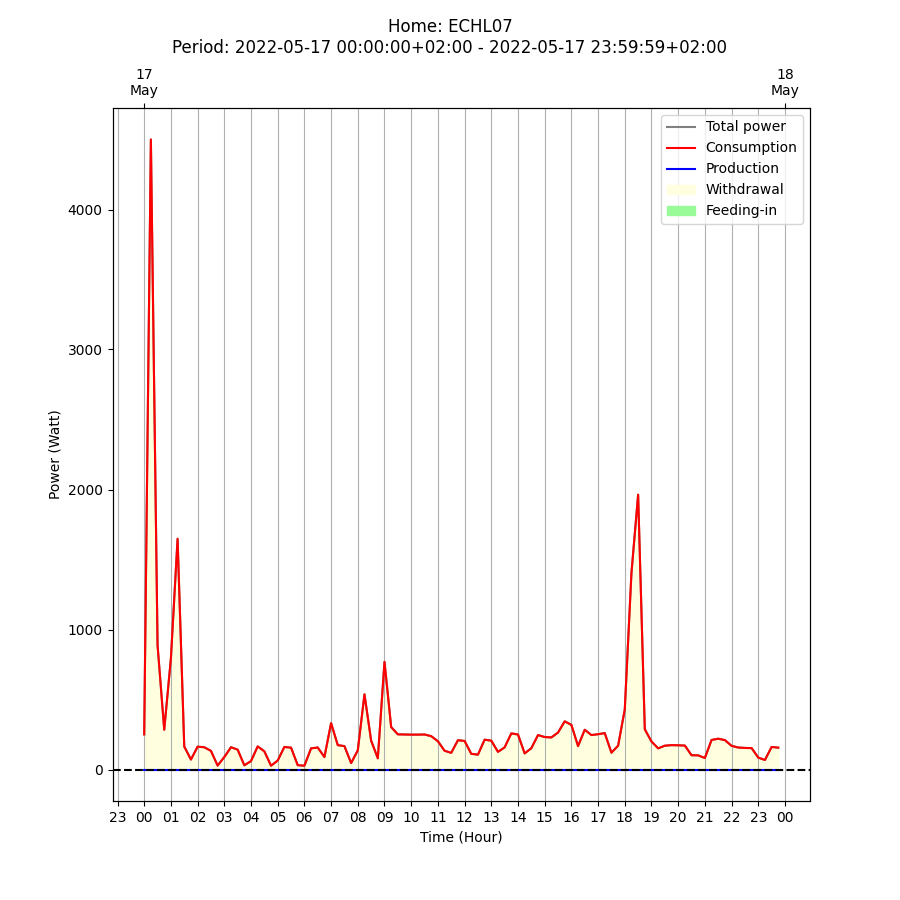 Home: ECHL07
Period: 2022-05-17 00:00:00+02:00 - 2022-05-17 23:59:59+02:00
17 18
May May
Total power
Consumption
Production
Withdrawal
Feeding-in
4000
3000
2000
1000
0
Power (Watt)
23 00 01 02 03 04 05 06 07 08 09 10 11 12 13 14 15 16 17 18 19 20 21 22 23 00
Time (Hour)